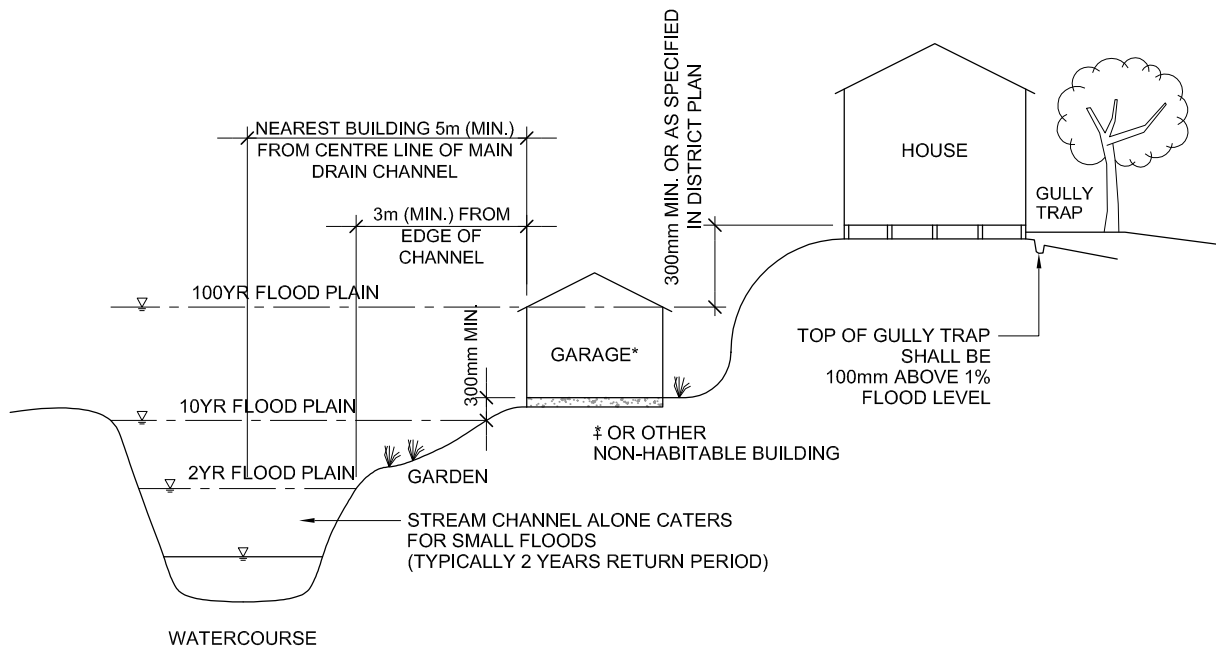 NEAREST BUILDING 5m (MIN.)
FROM CENTRE LINE OF MAIN
DRAIN CHANNEL
3m (MIN.) FROM
EDGE OF
CHANNEL
300mm MIN. OR AS SPECIFIED
IN DISTRICT PLAN
HOUSE
GULLY
TRAP
100YR FLOOD PLAIN
300mm MIN.
GARAGE*
TOP OF GULLY TRAP
SHALL BE
100mm ABOVE 1%
FLOOD LEVEL
10YR FLOOD PLAIN
* OR OTHER
NON-HABITABLE BUILDING
2YR FLOOD PLAIN
GARDEN
STREAM CHANNEL ALONE CATERS
FOR SMALL FLOODS
(TYPICALLY 2 YEARS RETURN PERIOD)
WATERCOURSE